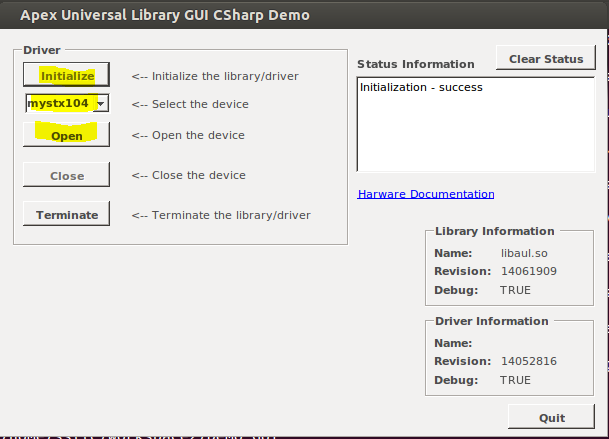 Apex Universal Library GUI CSharp Demo
Driver
Initialize <-- Initialize the library/driver
mystx104 <-- Select the device
Open <-- Open the device
Close <-- Close the device
Terminate <-- Terminate the library/driver
Status Information
Clear Status
Initialization - success
Harware Documentation
Library Information
Name: libaul.so
Revision: 14061909
Debug: TRUE
Driver Information
Name:
Revision: 14052816
Debug: TRUE
Quit